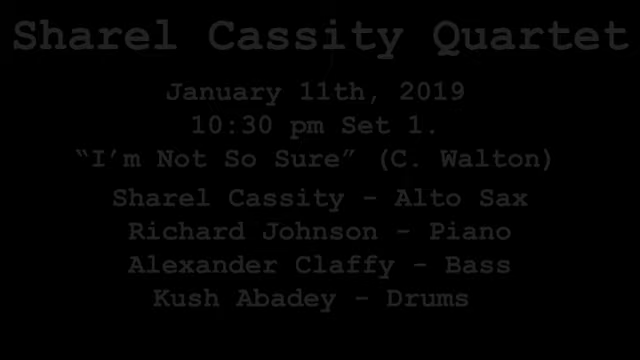 Sharel Cassity Quartet
January 11th, 2019
10:30 pm Set 1.
“I’m Not So Sure” (C. Walton)
Sharel Cassity - Alto Sax
Richard Johnson - Piano
Alexander Claffy - Bass
Kush Abadey - Drums